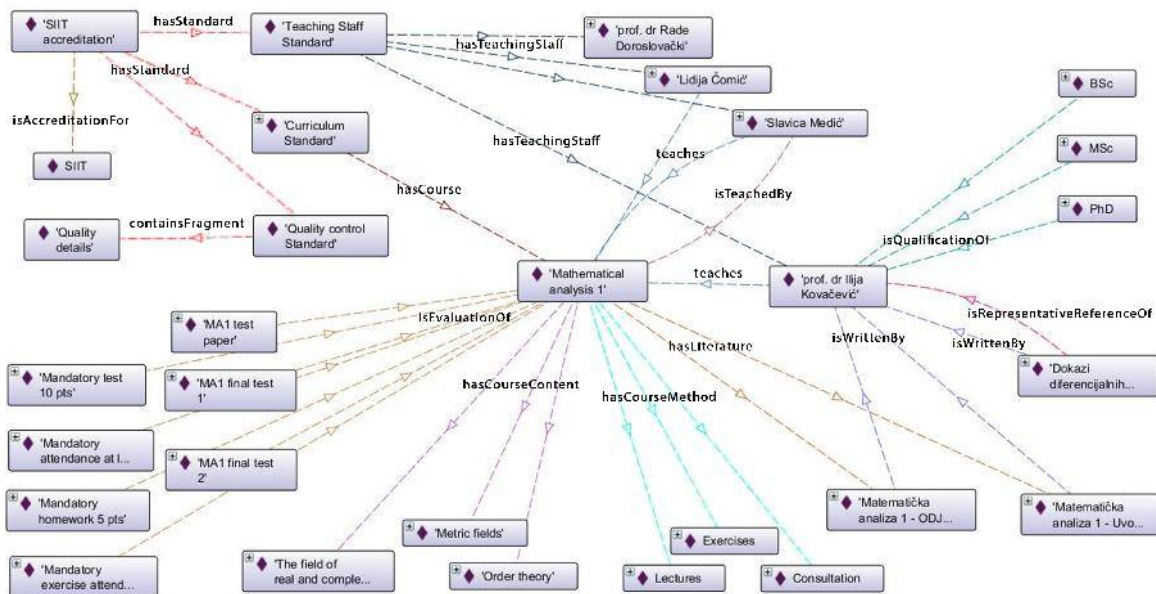 'SIIT
accreditation'
hasStandard
'Teaching Staff
Standard'
'prof. dr Rade
Doroslovački'
hasTeachingStaff
'Lidija Čomić'
BSc
hasStandard
isAccreditationFor
'Curriculum
Standard'
'Slavica Medić'
hasTeachingStaff
teaches
MSc
SIIT
isTeachedBy
hasCourse
PhD
'Quality
details'
containsFragment
'Quality control
Standard'
isQualificationOf
'Mathematical
analysis 1'
teaches
'prof. dr Ilija
Kovačević'
isRepresentativeReferenceOf
'MA1 test
paper'
IsEvaluationOf
hasLiterature
isWrittenBy
isWrittenBy
'Dokazi
diferencijalnih...
'Mandatory test
10 pts'
'MA1 final test
1'
hasCourseContent
hasCourseMethod
'Mandatory
attendance at l...
'MA1 final test
2'
'Mandatory
homework 5 pts'
'Matematička
analiza 1 - ODJ...
'Matematička
analiza 1 - Uvo...
'Metric fields'
Exercises
'Mandatory
exercise attend...
'The field of
real and comple...
'Order theory'
Lectures
Consultation